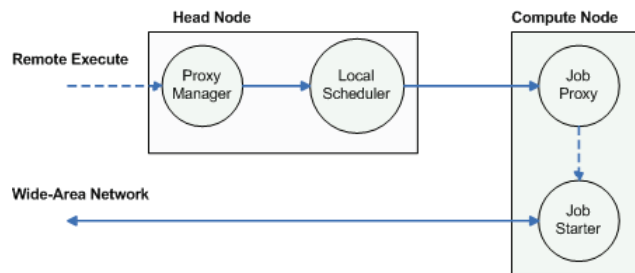 Head Node
Compute Node
Remote Execute
Proxy
Manager
Local
Scheduler
Job
Proxy
Wide-Area Network
Job
Starter